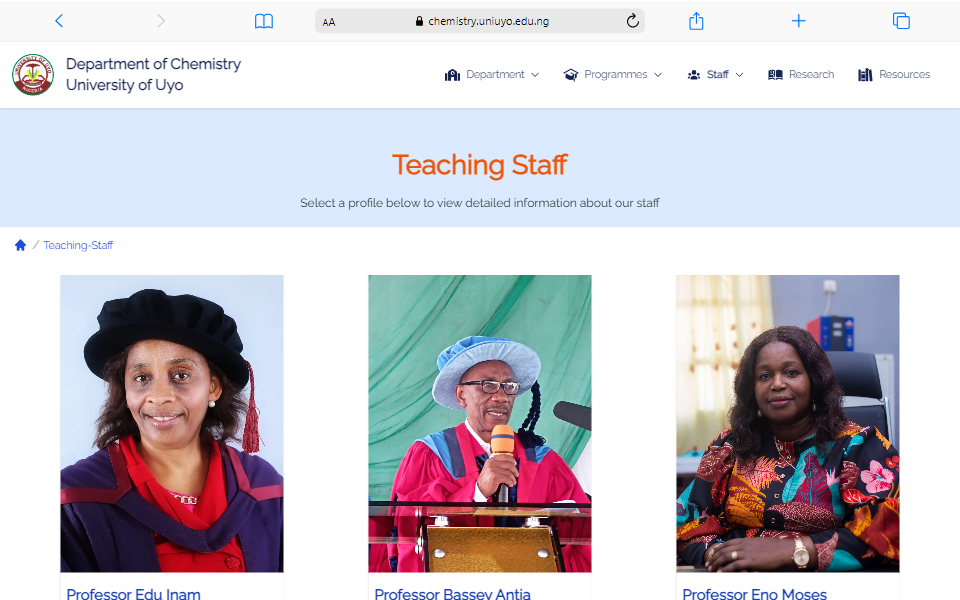 AA
chemistry.uniuyo.edu.ng
Department of Chemistry
University of Uyo
Department
Programmes
Staff
Research
Resources
Teaching Staff
Select a profile below to view detailed information about our staff
/ Teaching-Staff
Professor Edu Inam
Professor Bassey Antia
Professor Eno Moses